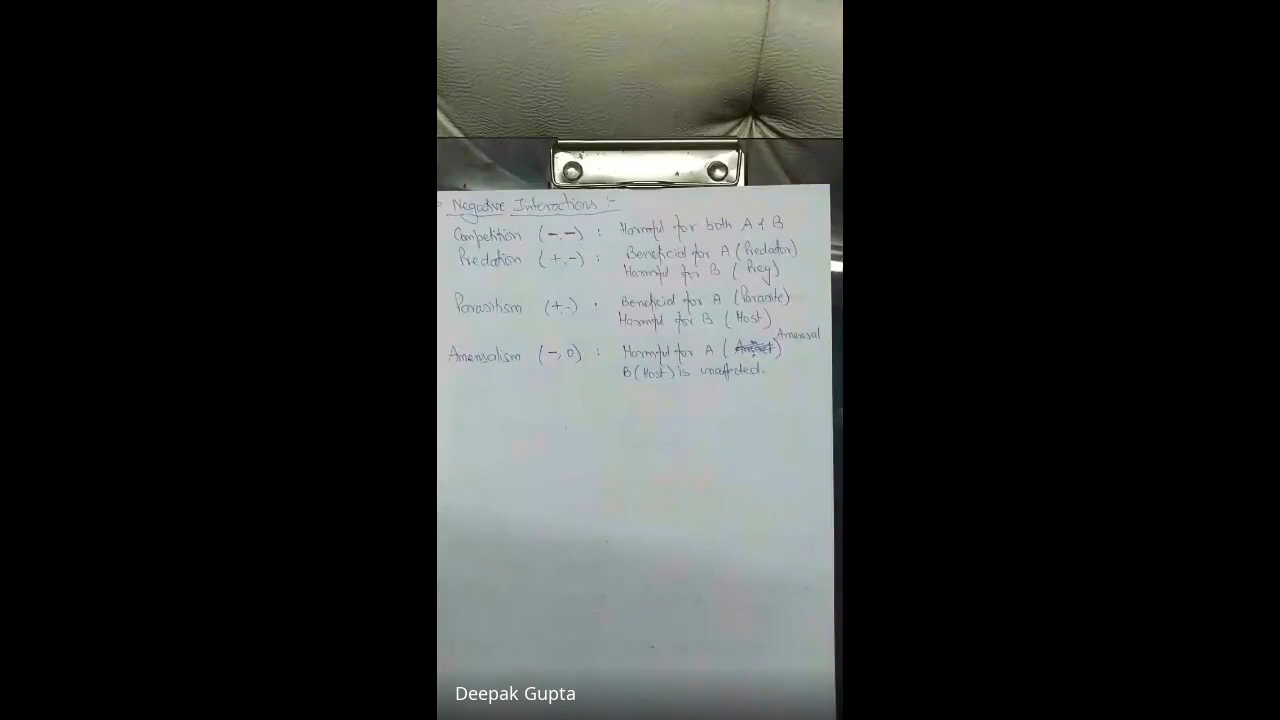 Negative Interactions :-
Competition (-,-) : Harmful for both A & B
Predation (+,-) : Beneficial for A (Predator)
Harmful for B (Prey)
Parasitism (+,-) : Beneficial for A (Parasite)
Harmful for B (Host)
Amensalism (-,0) : Harmful for A ( ) Amensal
B (Host) is unaffected.
Deepak Gupta